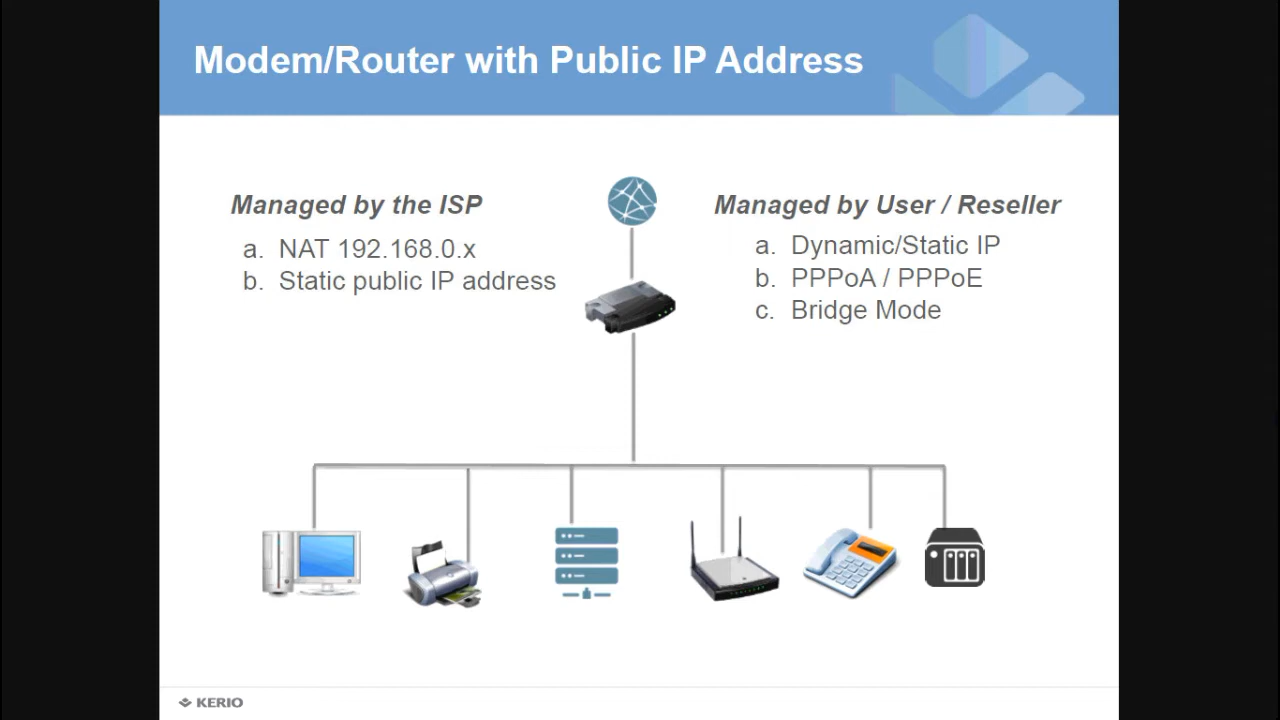 Modem/Router with Public IP Address
Managed by the ISP
a. NAT 192.168.0.x
b. Static public IP address
Managed by User / Reseller
a. Dynamic/Static IP
b. PPPoA / PPPoE
c. Bridge Mode
KERIO